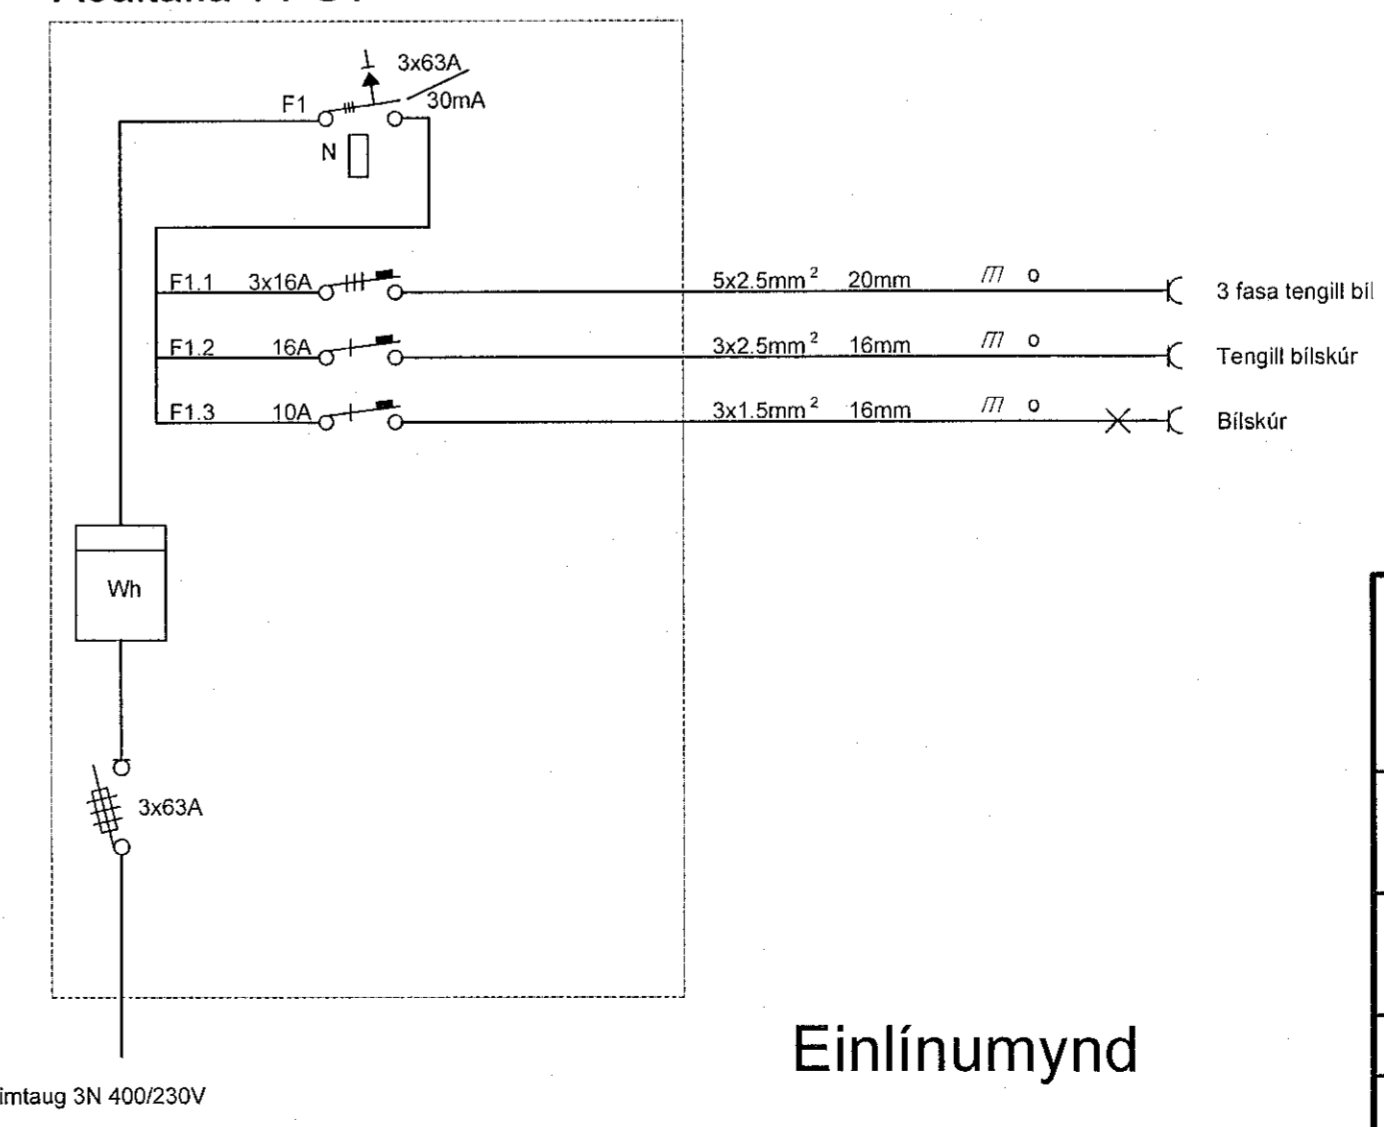 3x63A
F1
30mA
N
F1.1 3x16A 5x2.5mm² 20mm 3 fasa tengill bíl
F1.2 16A 3x2.5mm² 16mm Tengill bílskúr
F1.3 10A 3x1.5mm² 16mm Bílskúr
Wh
3x63A
Einlínumynd
imtaug 3N 400/230V